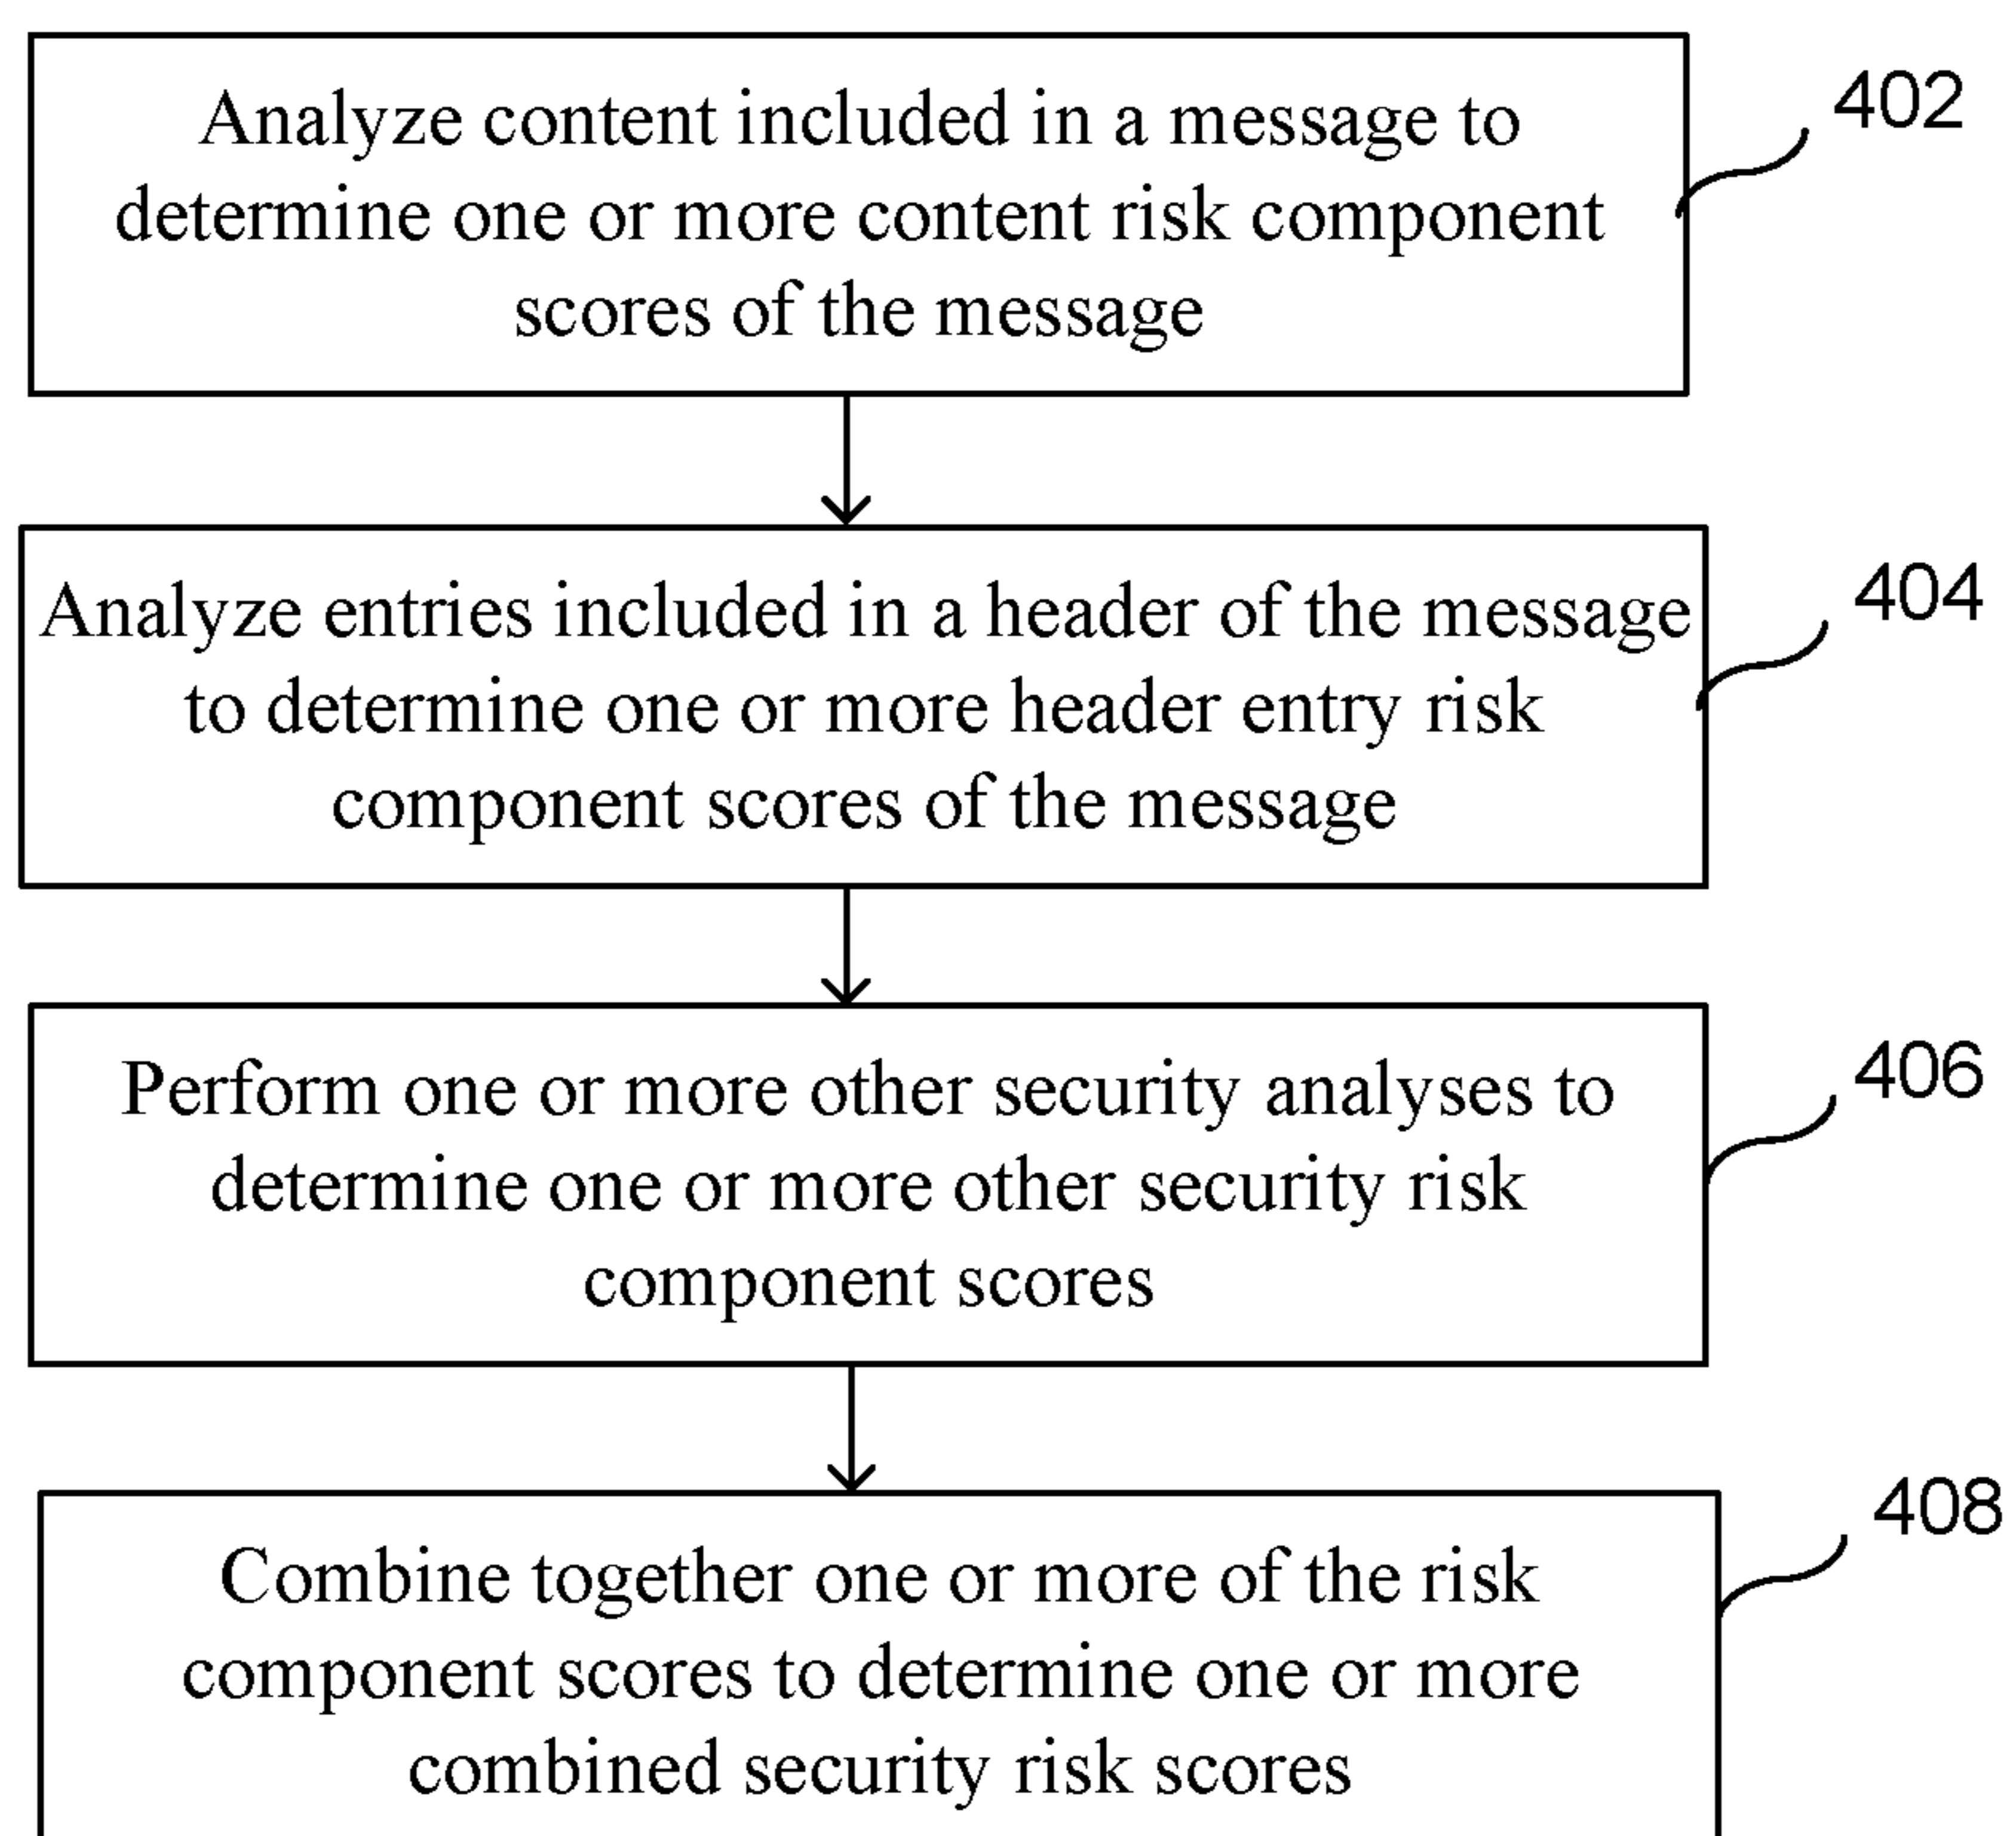 Analyze content included in a message to
determine one or more content risk component
scores of the message
402
Analyze entries included in a header of the message
to determine one or more header entry risk
component scores of the message
404
Perform one or more other security analyses to
determine one or more other security risk
component scores
406
Combine together one or more of the risk
component scores to determine one or more
combined security risk scores
408